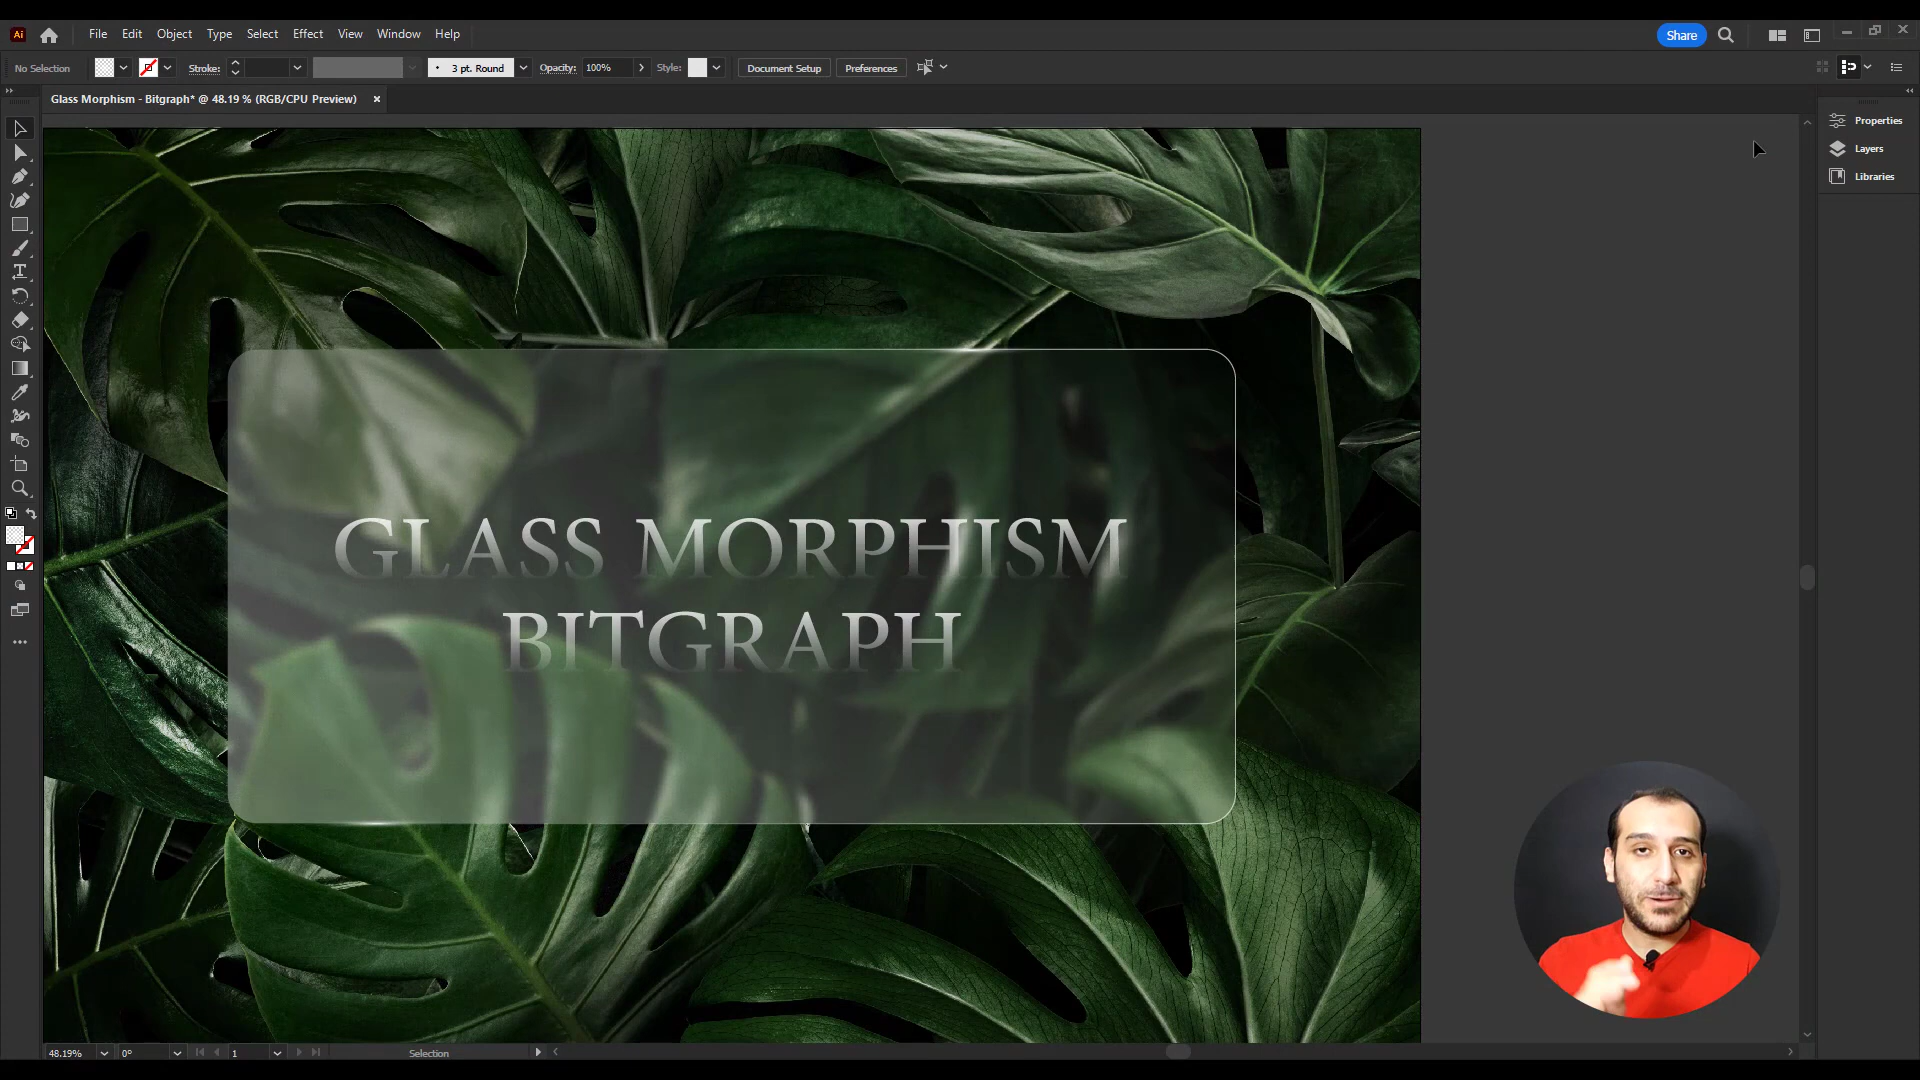 Ai
File Edit Object Type Select Effect View Window Help
Share
No Selection
Stroke:
3 pt. Round
Opacity: 100%
Style:
Document Setup
Preferences
Glass Morphism - Bitgraph* @ 48.19 % (RGB/CPU Preview)
Properties
Layers
Libraries
GLASS MORPHISM
BITGRAPH
48.19%
0°
1
Selection